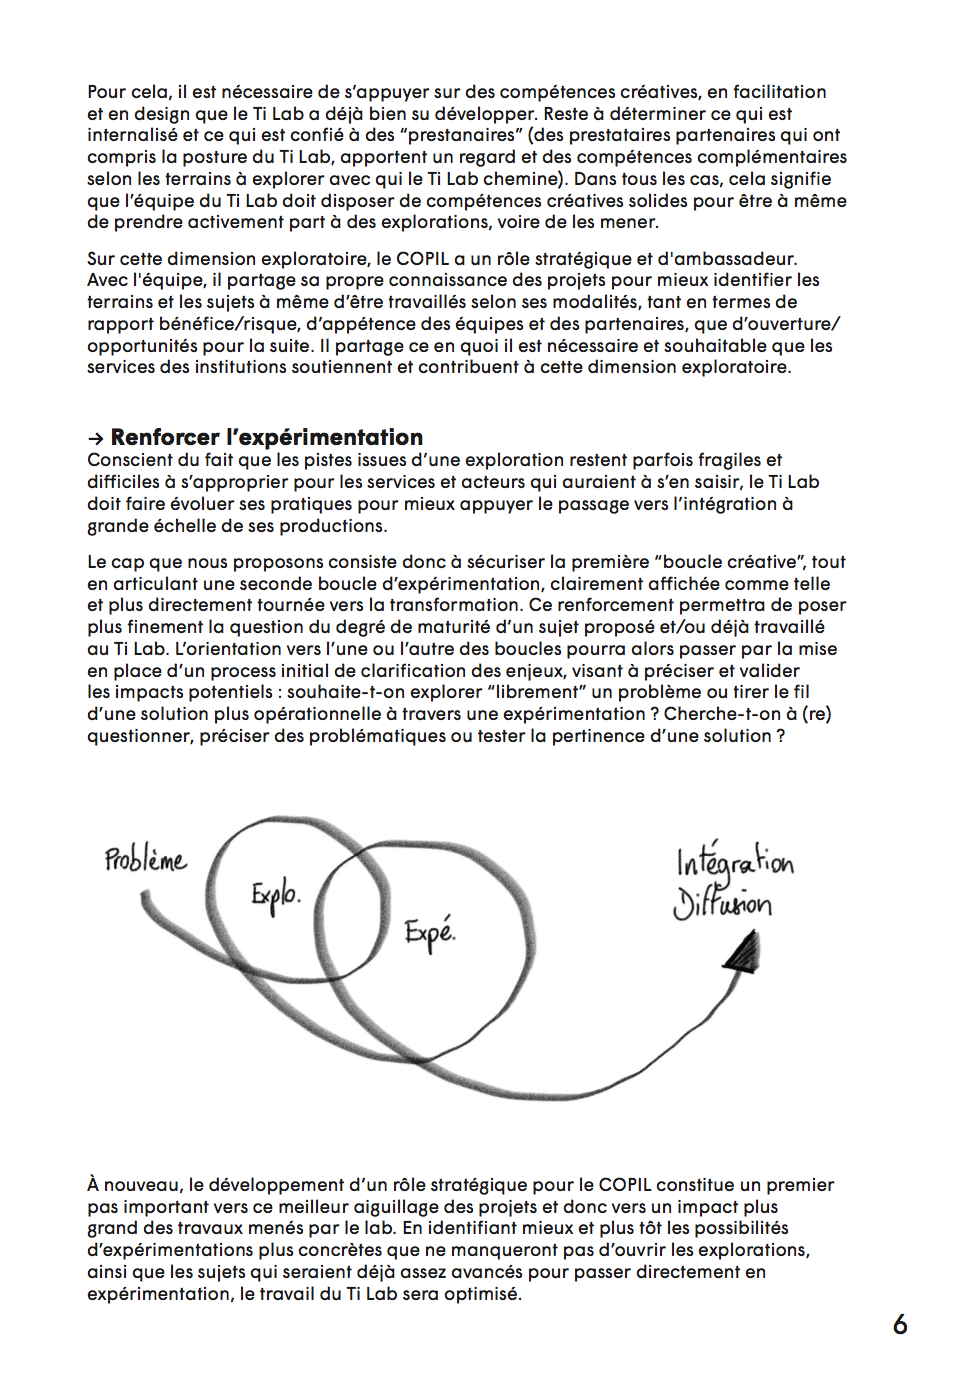 Pour cela, il est nécessaire de s’appuyer sur des compétences créatives, en facilitation
et en design que le Ti Lab a déjà bien su développer. Reste à déterminer ce qui est
internalisé et ce qui est confié à des “prestanaires” (des prestataires partenaires qui ont
compris la posture du Ti Lab, apportent un regard et des compétences complémentaires
selon les terrains à explorer avec qui le Ti Lab chemine). Dans tous les cas, cela signifie
que l’équipe du Ti Lab doit disposer de compétences créatives solides pour être à même
de prendre activement part à des explorations, voire de les mener.
Sur cette dimension exploratoire, le COPIL a un rôle stratégique et d'ambassadeur.
Avec l'équipe, il partage sa propre connaissance des projets pour mieux identifier les
terrains et les sujets à même d’être travaillés selon ses modalités, tant en termes de
rapport bénéfice/risque, d’appétence des équipes et des partenaires, que d’ouverture/
opportunités pour la suite. Il partage ce en quoi il est nécessaire et souhaitable que les
services des institutions soutiennent et contribuent à cette dimension exploratoire.
→ Renforcer l’expérimentation
Conscient du fait que les pistes issues d’une exploration restent parfois fragiles et
difficiles à s’approprier pour les services et acteurs qui auraient à s’en saisir, le Ti Lab
doit faire évoluer ses pratiques pour mieux appuyer le passage vers l’intégration à
grande échelle de ses productions.
Le cap que nous proposons consiste donc à sécuriser la première “boucle créative”, tout
en articulant une seconde boucle d’expérimentation, clairement affichée comme telle
et plus directement tournée vers la transformation. Ce renforcement permettra de poser
plus finement la question du degré de maturité d’un sujet proposé et/ou déjà travaillé
au Ti Lab. L’orientation vers l’une ou l’autre des boucles pourra alors passer par la mise
en place d’un process initial de clarification des enjeux, visant à préciser et valider
les impacts potentiels : souhaite-t-on explorer “librement” un problème ou tirer le fil
d’une solution plus opérationnelle à travers une expérimentation ? Cherche-t-on à (re)
questionner, préciser des problématiques ou tester la pertinence d’une solution ?
Problème
Explo.
Expé.
Intégration
Diffusion
À nouveau, le développement d’un rôle stratégique pour le COPIL constitue un premier
pas important vers ce meilleur aiguillage des projets et donc vers un impact plus
grand des travaux menés par le lab. En identifiant mieux et plus tôt les possibilités
d’expérimentations plus concrètes que ne manqueront pas d’ouvrir les explorations,
ainsi que les sujets qui seraient déjà assez avancés pour passer directement en
expérimentation, le travail du Ti Lab sera optimisé.
6